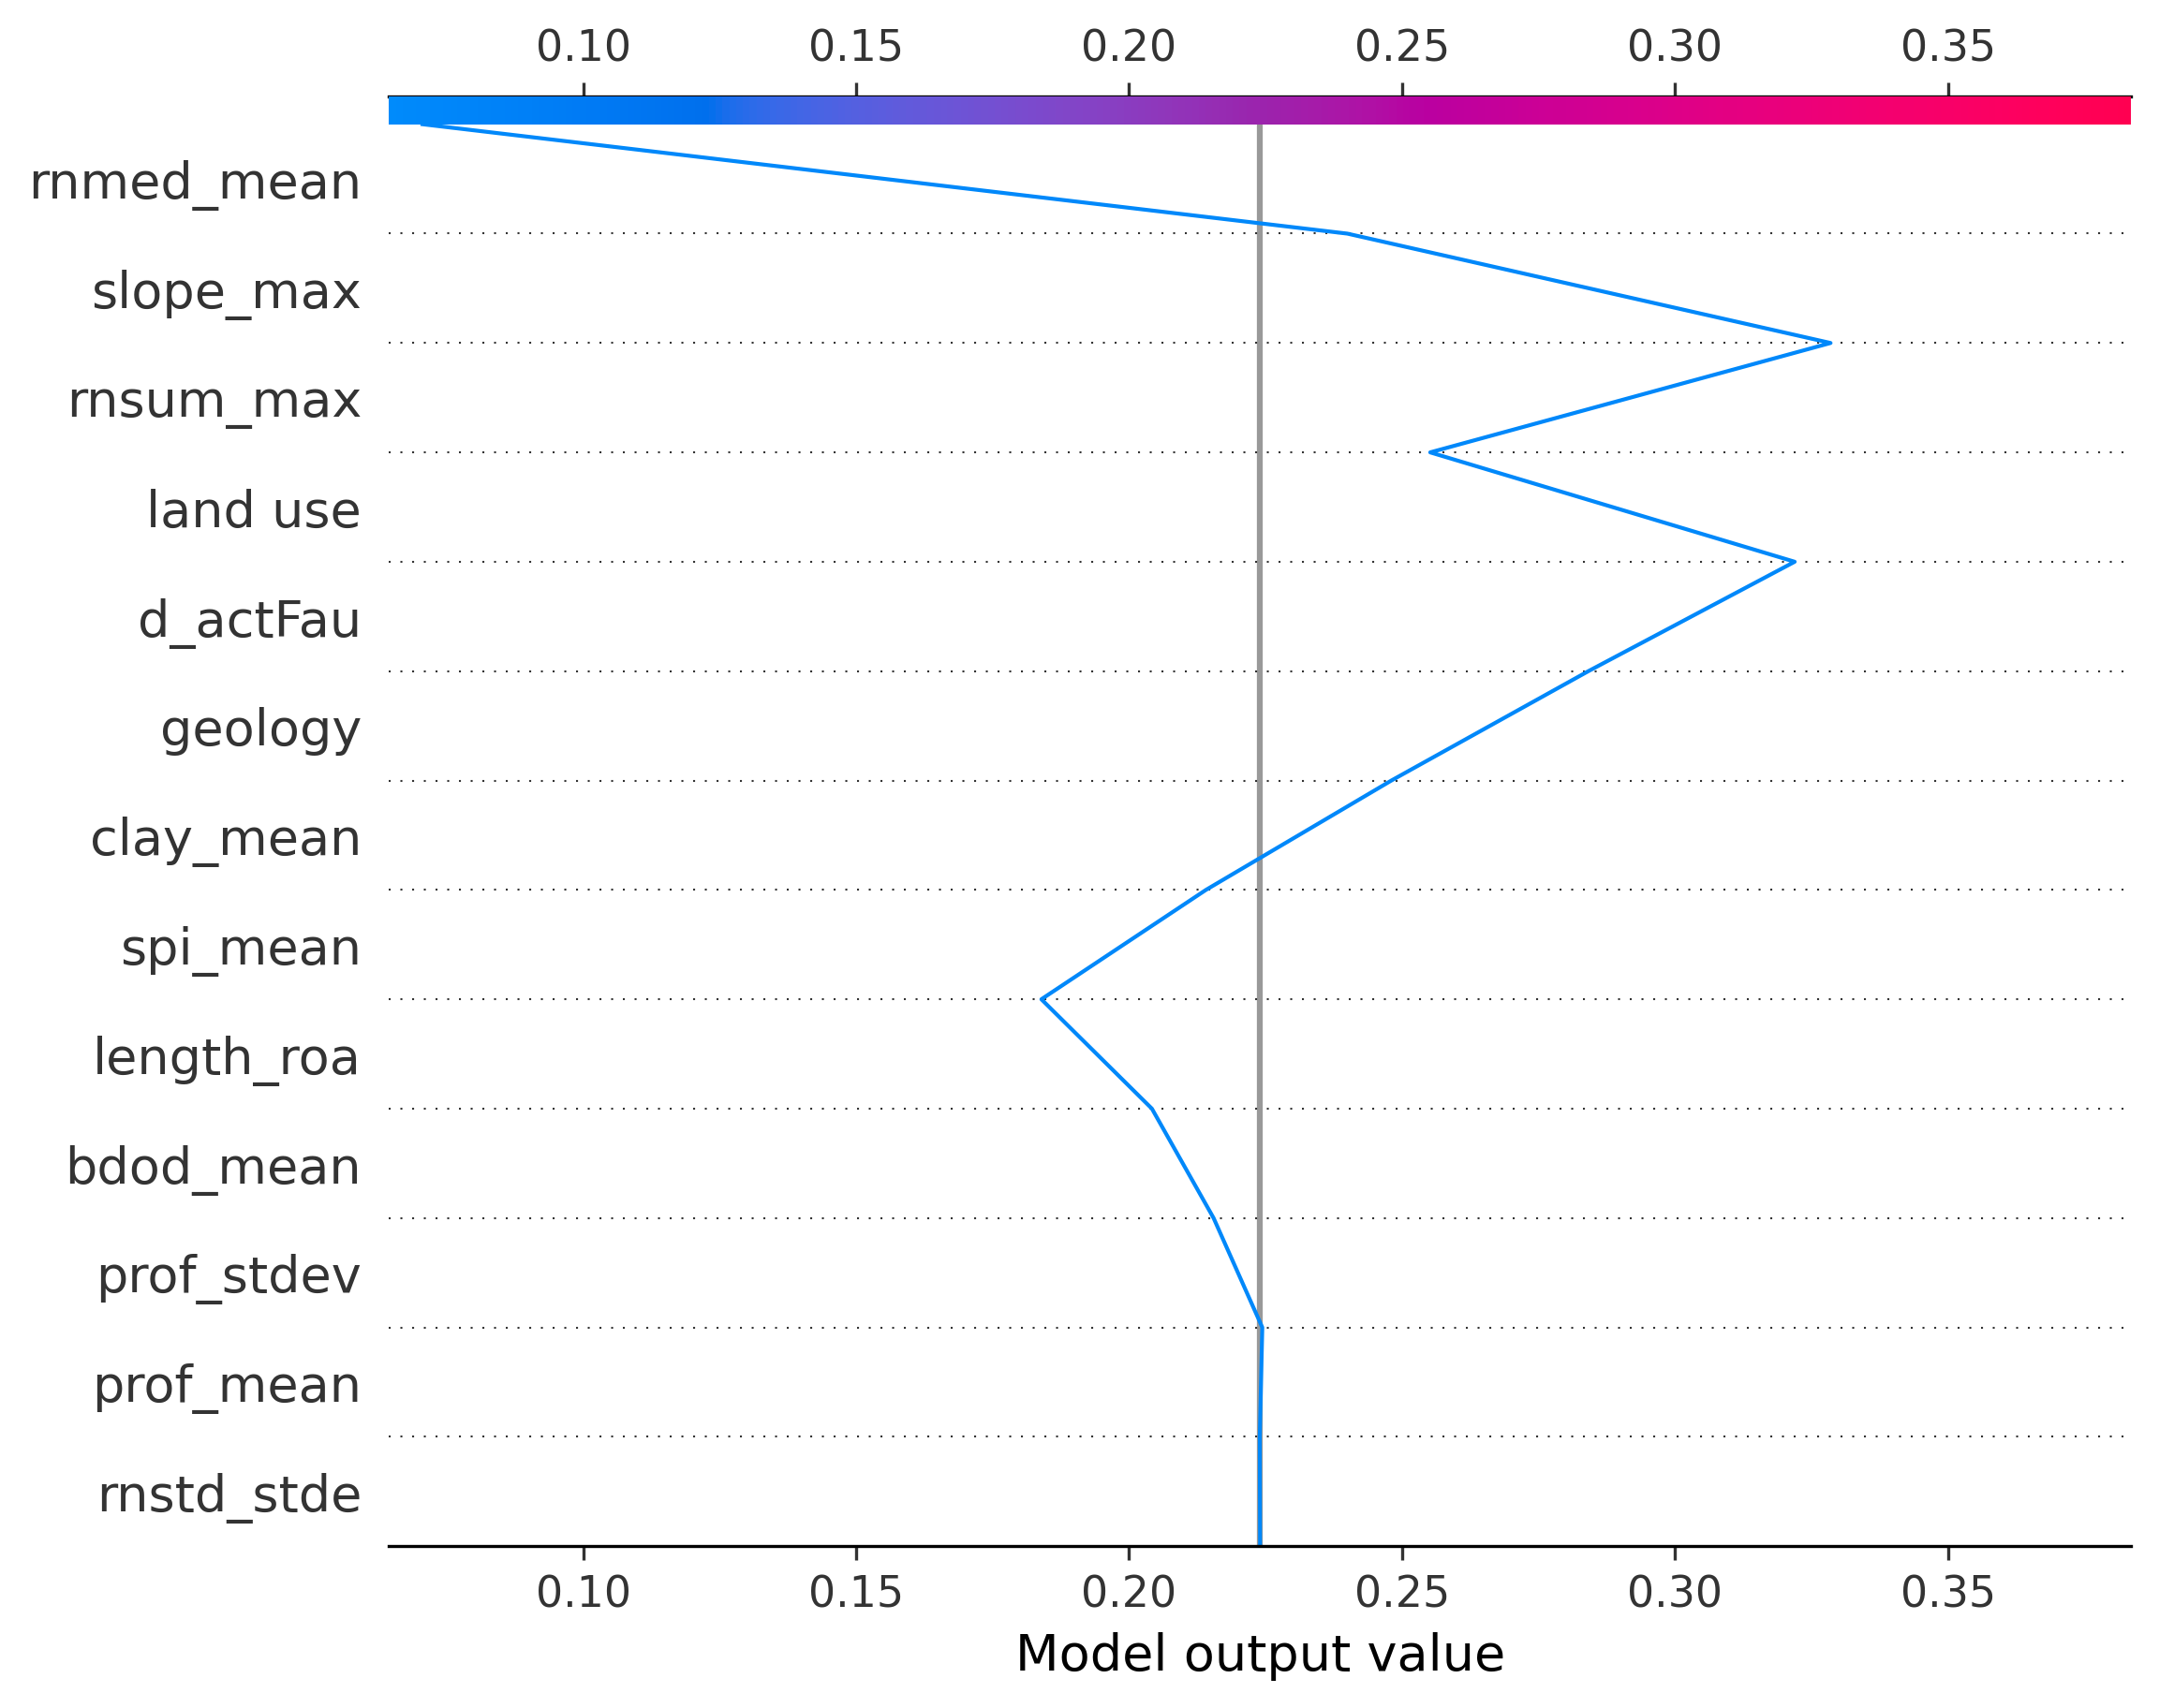 0.10 0.15 0.20 0.25 0.30 0.35
rnmed_mean
slope_max
rnsum_max
land use
d_actFau
geology
clay_mean
spi_mean
length_roa
bdod_mean
prof_stdev
prof_mean
rnstd_stde
0.10 0.15 0.20 0.25 0.30 0.35
Model output value